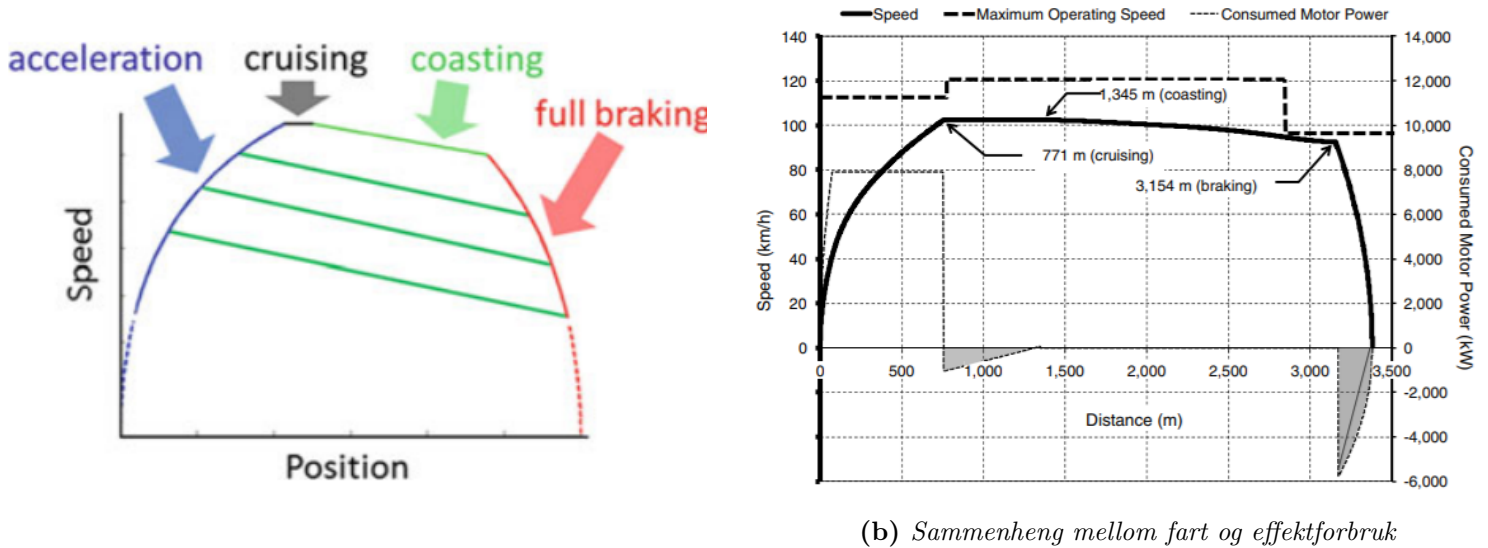 acceleration
cruising
coasting
full braking
Speed
Position
Speed
Maximum Operating Speed
Consumed Motor Power
140
120
100
80
60
40
20
0
14,000
12,000
10,000
8,000
6,000
4,000
2,000
0
-2,000
-4,000
-6,000
Speed (km/h)
Consumed Motor Power (kW)
1,345 m (coasting)
771 m (cruising)
3,154 m (braking)
0
500
1,000
1,500
2,000
2,500
3,000
3,500
Distance (m)
(b) Sammenheng mellom fart og effektforbruk